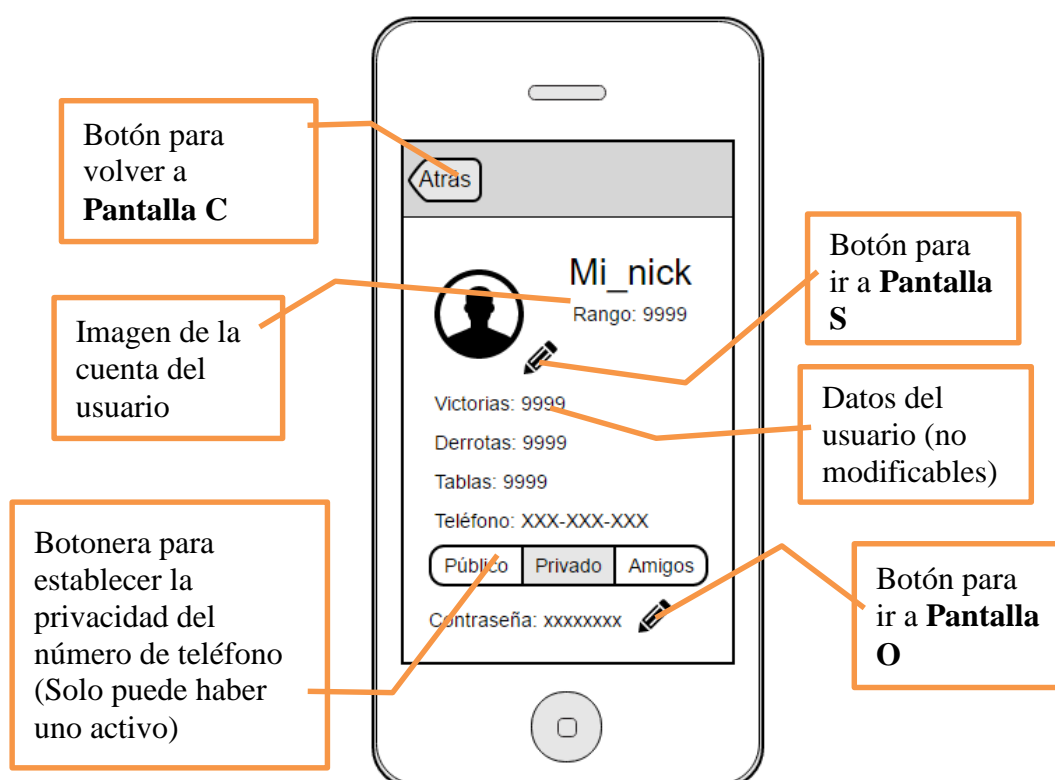 Botón para
volver a
Pantalla C
Atrás
Mi_nick
Rango: 9999
Botón para
ir a Pantalla
S
Imagen de la
cuenta del
usuario
Victorias: 9999
Derrotas: 9999
Tablas: 9999
Teléfono: XXX-XXX-XXX
Datos del
usuario (no
modificables)
Botonera para
establecer la
privacidad del
número de teléfono
(Solo puede haber
uno activo)
Público Privado Amigos
Contraseña: xxxxxxxx
Botón para
ir a Pantalla
O